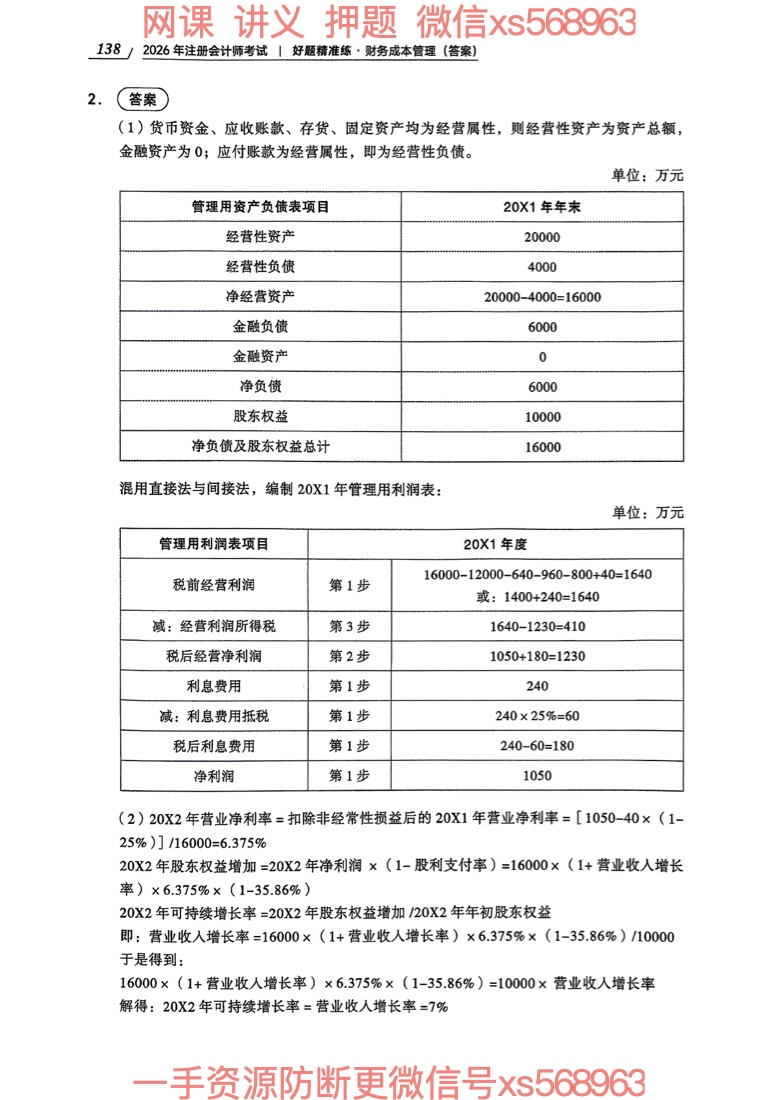 网课 讲义 押题 微信xs568963
138 / 2026年注册会计师考试 | 好题精准练·财务成本管理（答案）
2. 答案
（1）货币资金、应收账款、存货、固定资产均为经营属性，则经营性资产为资产总额，
金融资产为0；应付账款为经营属性，即为经营性负债。
单位：万元
管理用资产负债表项目 20X1年年末
经营性资产 20000
经营性负债 4000
净经营资产 20000-4000=16000
金融负债 6000
金融资产 0
净负债 6000
股东权益 10000
净负债及股东权益总计 16000
混用直接法与间接法，编制20X1年管理用利润表：
单位：万元
管理用利润表项目 20X1年度
税前经营利润 第1步 16000-12000-640-960-800+40=1640
或：1400+240=1640
减：经营利润所得税 第3步 1640-1230=410
税后经营净利润 第2步 1050+180=1230
利息费用 第1步 240
减：利息费用抵税 第1步 240×25%=60
税后利息费用 第1步 240-60=180
净利润 第1步 1050
（2）20X2年营业净利率=扣除非经常性损益后的20X1年营业净利率=[1050-40×（1-
25%）]/16000=6.375%
20X2年股东权益增加=20X2年净利润×（1-股利支付率）=16000×（1+营业收入增长
率）×6.375%×（1-35.86%）
20X2年可持续增长率=20X2年股东权益增加/20X2年年初股东权益
即：营业收入增长率=16000×（1+营业收入增长率）×6.375%×（1-35.86%）/10000
于是得到：
16000×（1+营业收入增长率）×6.375%×（1-35.86%）=10000×营业收入增长率
解得：20X2年可持续增长率=营业收入增长率=7%
一手资源防断更微信号xs568963